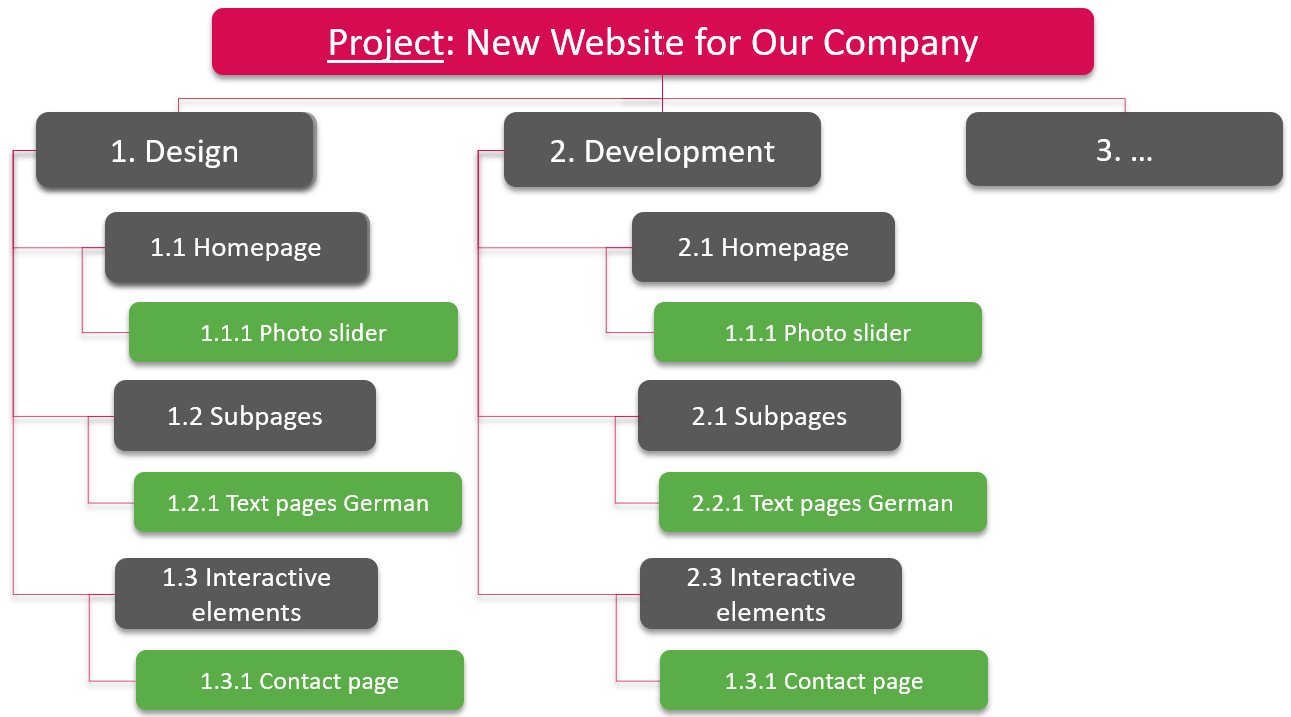 Project: New Website for Our Company
1. Design
2. Development
3. ...
1.1 Homepage
2.1 Homepage
1.1.1 Photo slider
1.1.1 Photo slider
1.2 Subpages
2.1 Subpages
1.2.1 Text pages German
2.2.1 Text pages German
1.3 Interactive
elements
2.3 Interactive
elements
1.3.1 Contact page
1.3.1 Contact page